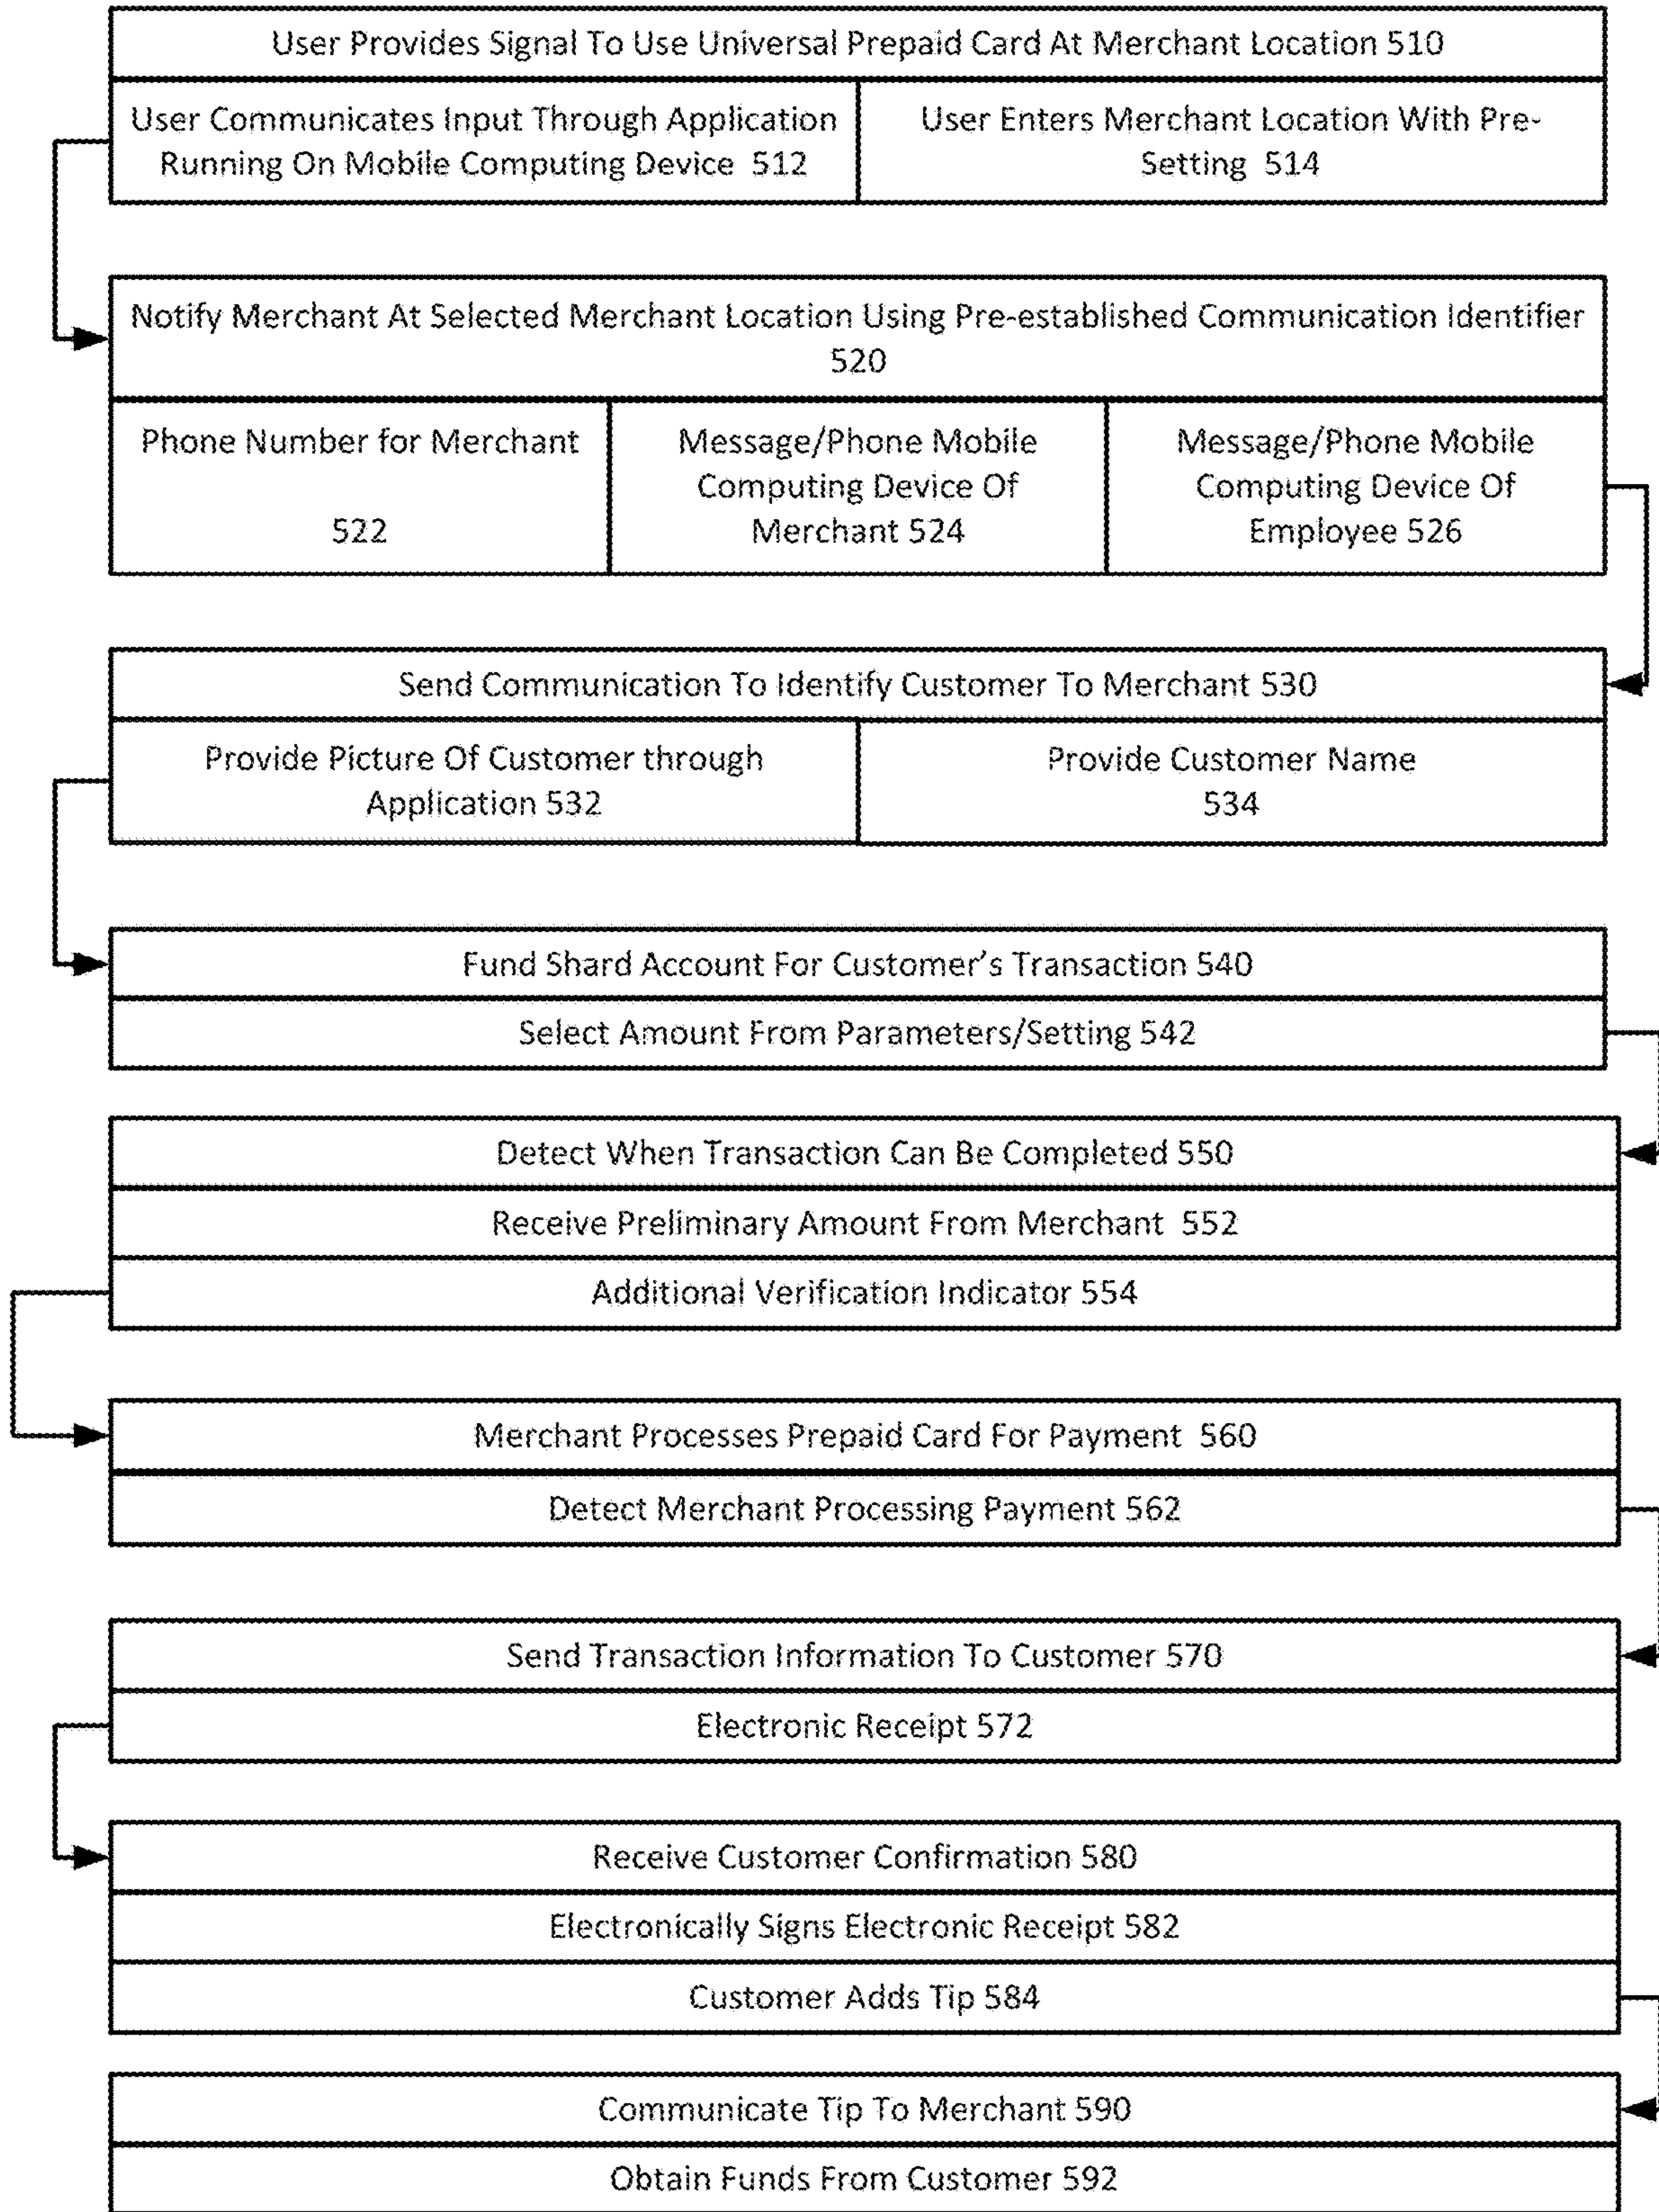 User Provides Signal To Use Universal Prepaid Card At Merchant Location 510
User Communicates Input Through Application
Running On Mobile Computing Device 512
User Enters Merchant Location With Pre-
Setting 514
Notify Merchant At Selected Merchant Location Using Pre-established Communication Identifier
520
Phone Number for Merchant
522
Message/Phone Mobile
Computing Device Of
Merchant 524
Message/Phone Mobile
Computing Device Of
Employee 526
Send Communication To Identify Customer To Merchant 530
Provide Picture Of Customer through
Application 532
Provide Customer Name
534
Fund Shard Account For Customer's Transaction 540
Select Amount From Parameters/Setting 542
Detect When Transaction Can Be Completed 550
Receive Preliminary Amount From Merchant 552
Additional Verification Indicator 554
Merchant Processes Prepaid Card For Payment 560
Detect Merchant Processing Payment 562
Send Transaction Information To Customer 570
Electronic Receipt 572
Receive Customer Confirmation 580
Electronically Signs Electronic Receipt 582
Customer Adds Tip 584
Communicate Tip To Merchant 590
Obtain Funds From Customer 592